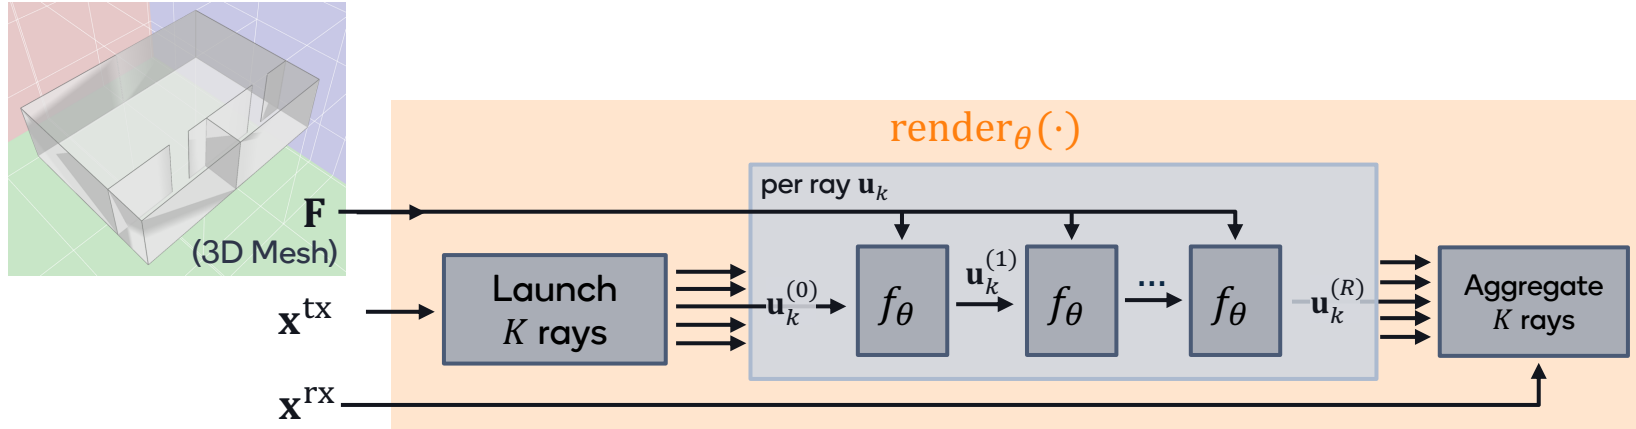 render_θ(·)
per ray 𝐮_k
𝐅
(3D Mesh)
𝐱^tx
𝐱^rx
Launch
K rays
𝐮_k^(0)
f_θ
𝐮_k^(1)
f_θ
...
f_θ
𝐮_k^(R)
Aggregate
K rays